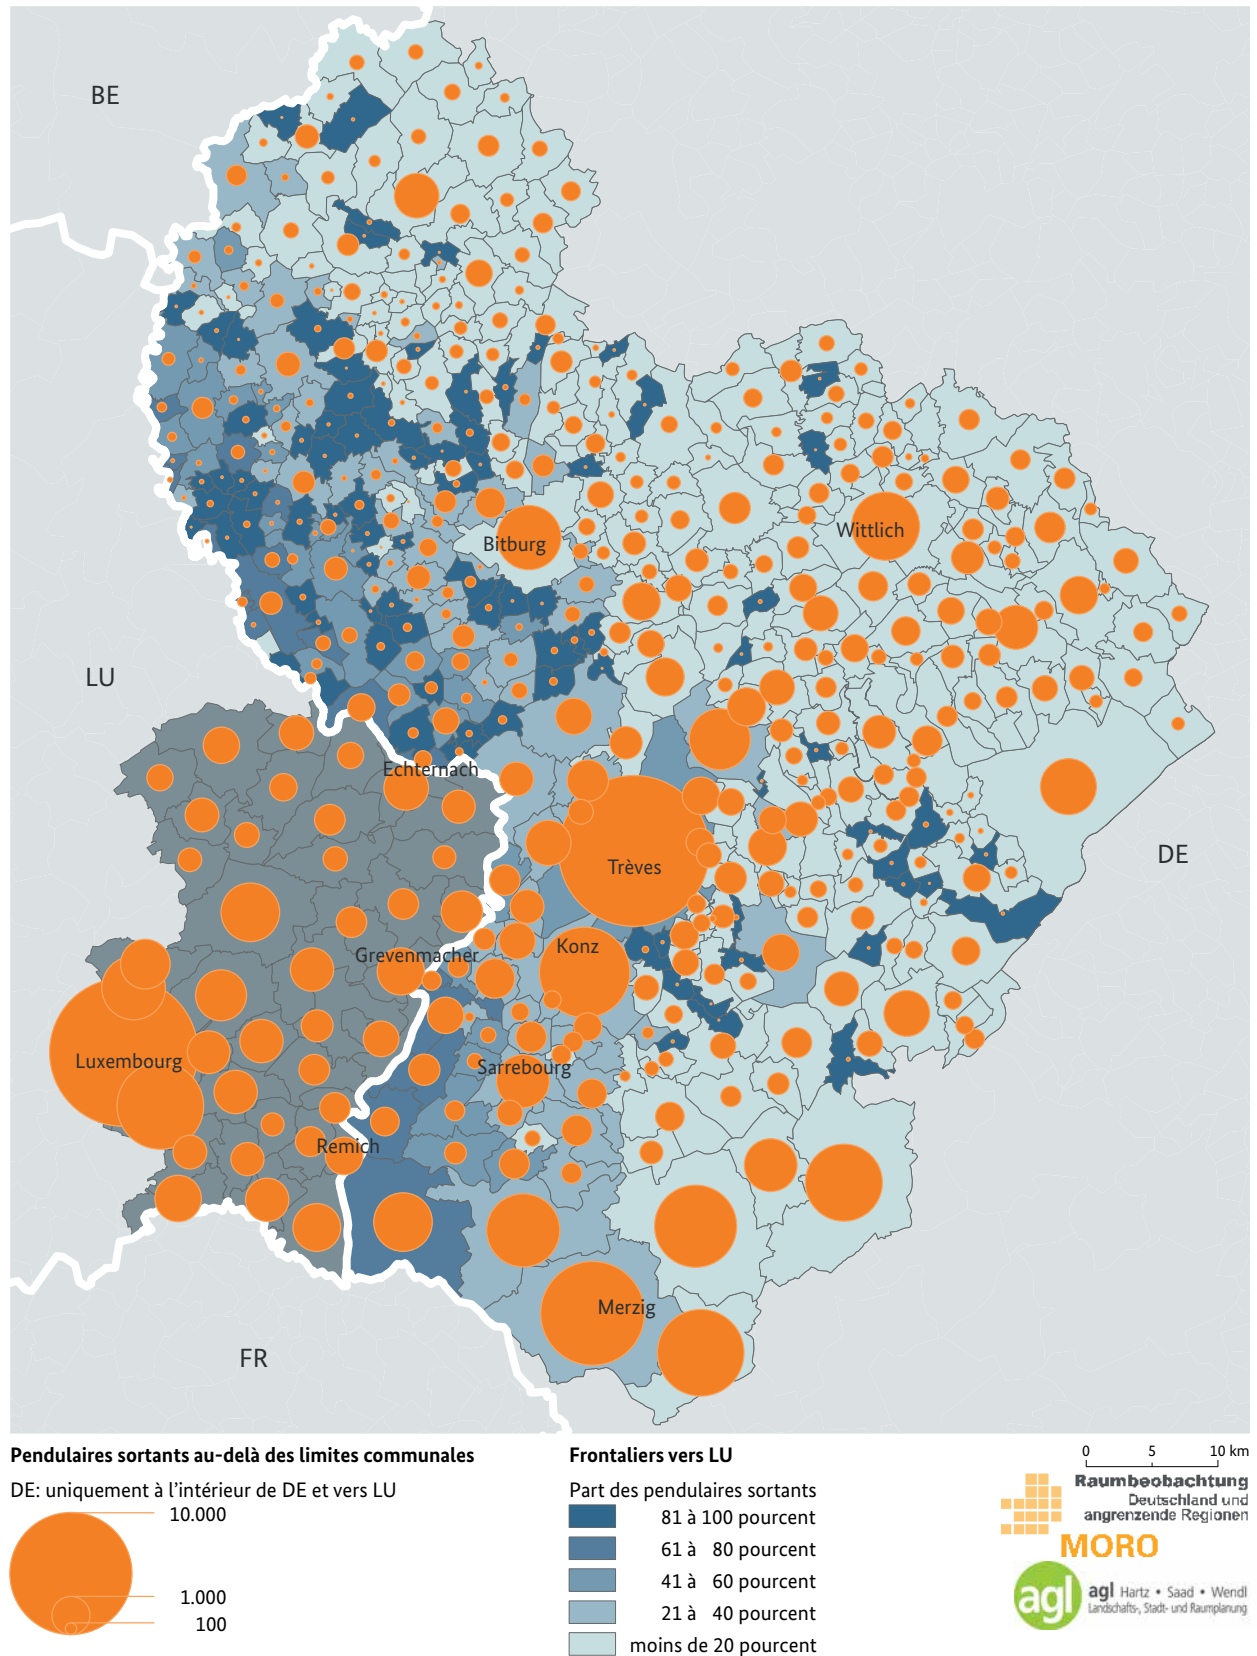 BE
Bitburg
Wittlich
LU
Echternach
Trèves
DE
Konz
Grevenmacher
Luxembourg
Sarrebourg
Remich
Merzig
FR
Pendulaires sortants au-delà des limites communales
DE: uniquement à l'intérieur de DE et vers LU
10.000
1.000
100
Frontaliers vers LU
Part des pendulaires sortants
81 à 100 pourcent
61 à 80 pourcent
41 à 60 pourcent
21 à 40 pourcent
moins de 20 pourcent
0 5 10 km
Raumbeobachtung
Deutschland und
angrenzende Regionen
MORO
agl
agl Hartz • Saad • Wendl
Landschafts-, Stadt- und Raumplanung